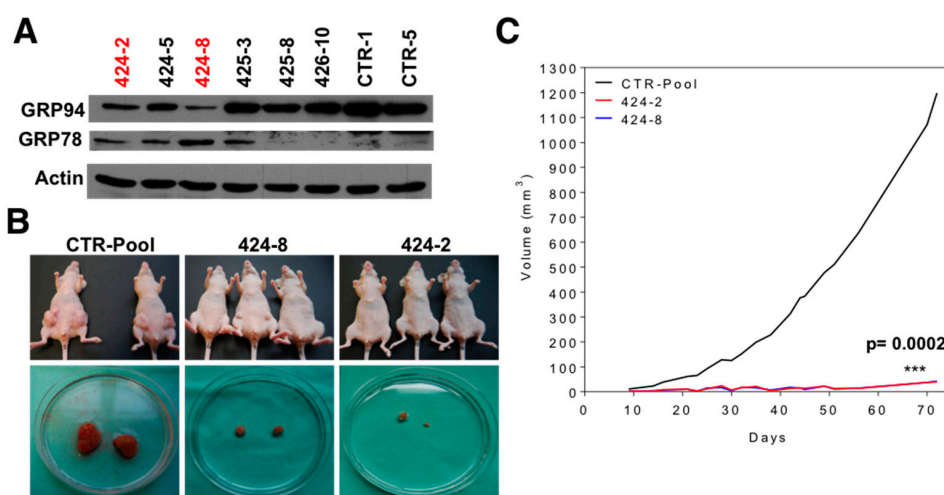 A
424-2 424-5 424-8 425-3 425-8 426-10 CTR-1 CTR-5
GRP94
GRP78
Actin
B
CTR-Pool 424-8 424-2
C
1300
1200
1100
1000
900
800
700
600
500
400
300
200
100
0
Volume (mm3)
CTR-Pool
424-2
424-8
p= 0.0002
***
0 10 20 30 40 50 60 70
Days